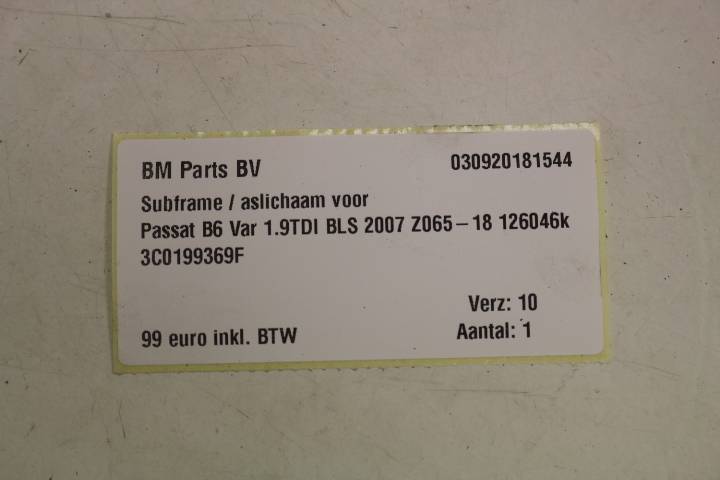 BM Parts BV 030920181544
Subframe / aslichaam voor
Passat B6 Var 1.9TDI BLS 2007 Z065-18 126046k
3C0199369F
Verz: 10
99 euro inkl. BTW Aantal: 1